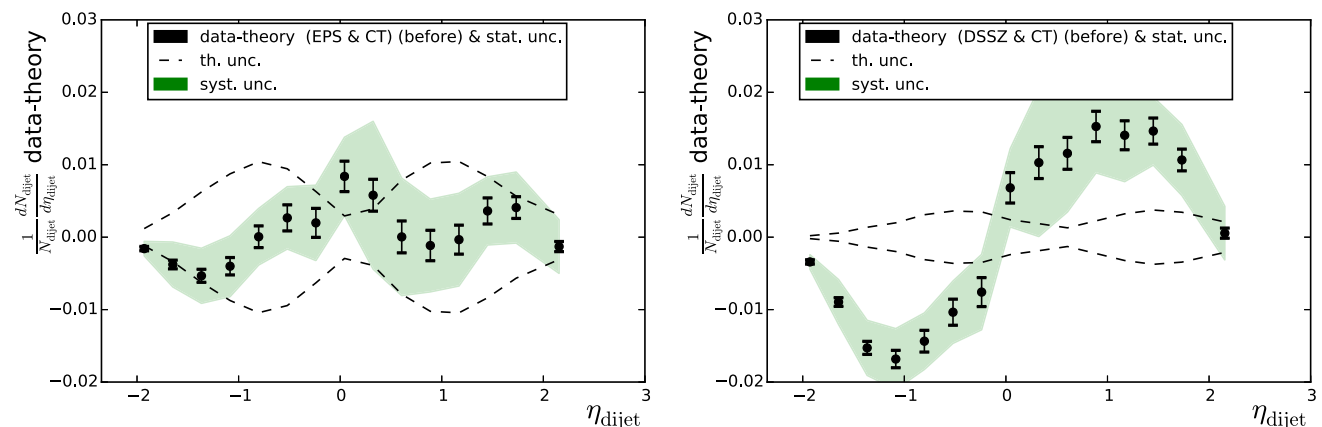 0.03
0.02
0.01
0.00
−0.01
−0.02
data-theory (EPS & CT) (before) & stat. unc.
th. unc.
syst. unc.
1/N_dijet dN_dijet/dη_dijet data-theory
−3 −2 −1 0 1 2 3
η_dijet
0.03
0.02
0.01
0.00
−0.01
−0.02
data-theory (DSSZ & CT) (before) & stat. unc.
th. unc.
syst. unc.
1/N_dijet dN_dijet/dη_dijet data-theory
−3 −2 −1 0 1 2 3
η_dijet